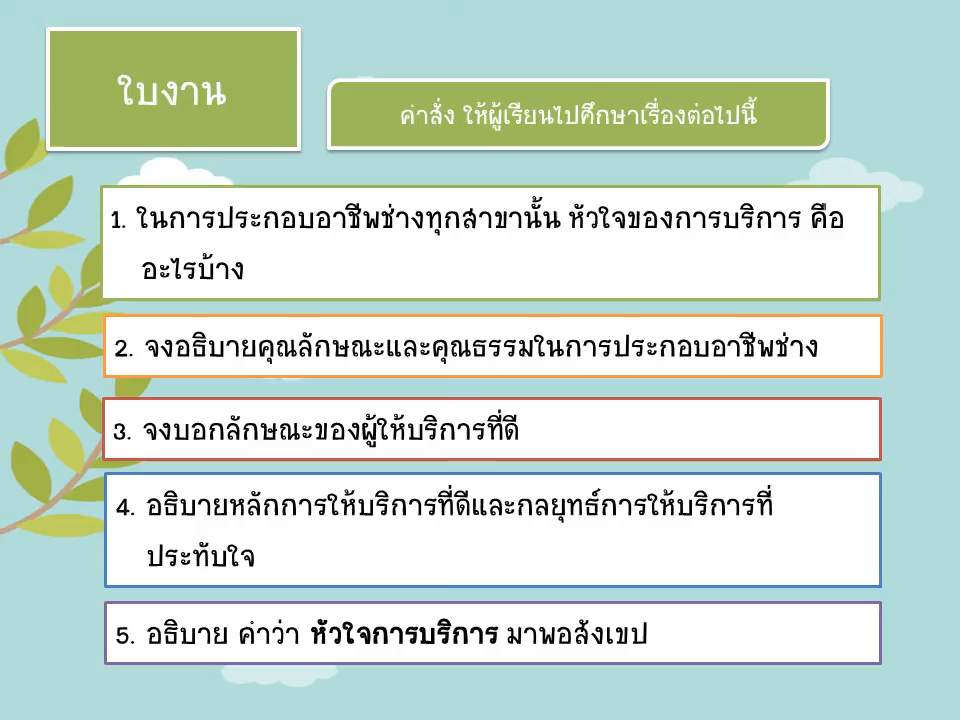 ใบงาน
คำสั่ง ให้ผู้เรียนไปศึกษาเรื่องต่อไปนี้
1. ในการประกอบอาชีพช่างทุกสาขานั้น หัวใจของการบริการ คือ
อะไรบ้าง
2. จงอธิบายคุณลักษณะและคุณธรรมในการประกอบอาชีพช่าง
3. จงบอกลักษณะของผู้ให้บริการที่ดี
4. อธิบายหลักการให้บริการที่ดีและกลยุทธ์การให้บริการที่
ประทับใจ
5. อธิบาย คำว่า หัวใจการบริการ มาพอสังเขป